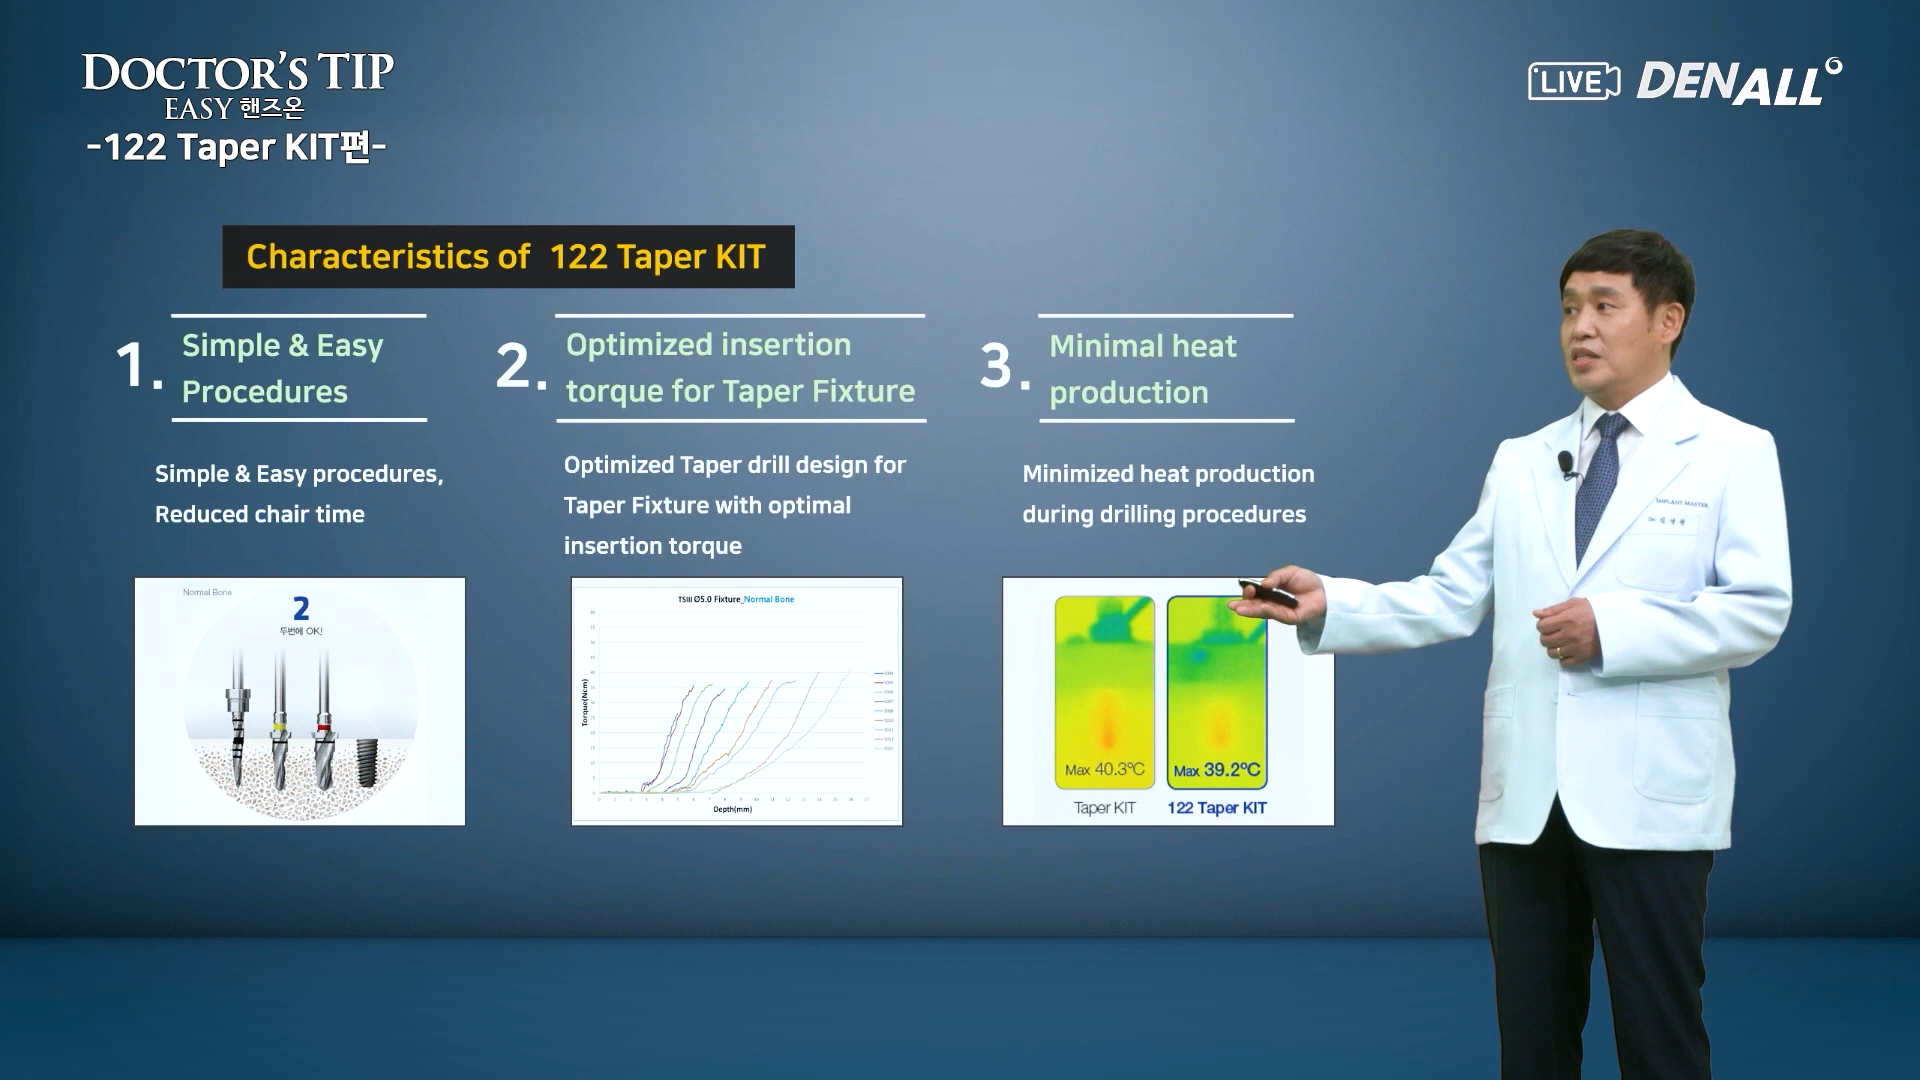 DOCTOR'S TIP
EASY 핸즈온
-122 Taper KIT편-
LIVE DENALL
Characteristics of 122 Taper KIT
1. Simple & Easy
Procedures
2. Optimized insertion
torque for Taper Fixture
3. Minimal heat
production
Simple & Easy procedures,
Reduced chair time
Optimized Taper drill design for
Taper Fixture with optimal
insertion torque
Minimized heat production
during drilling procedures
Normal Bone
2
두번에 OK!
TSIII Ø5.0 Fixture_Normal Bone
Torque(Ncm)
Depth(mm)
Max 40.3℃
Taper KIT
Max 39.2℃
122 Taper KIT
IMPLANT MASTER
Dr.